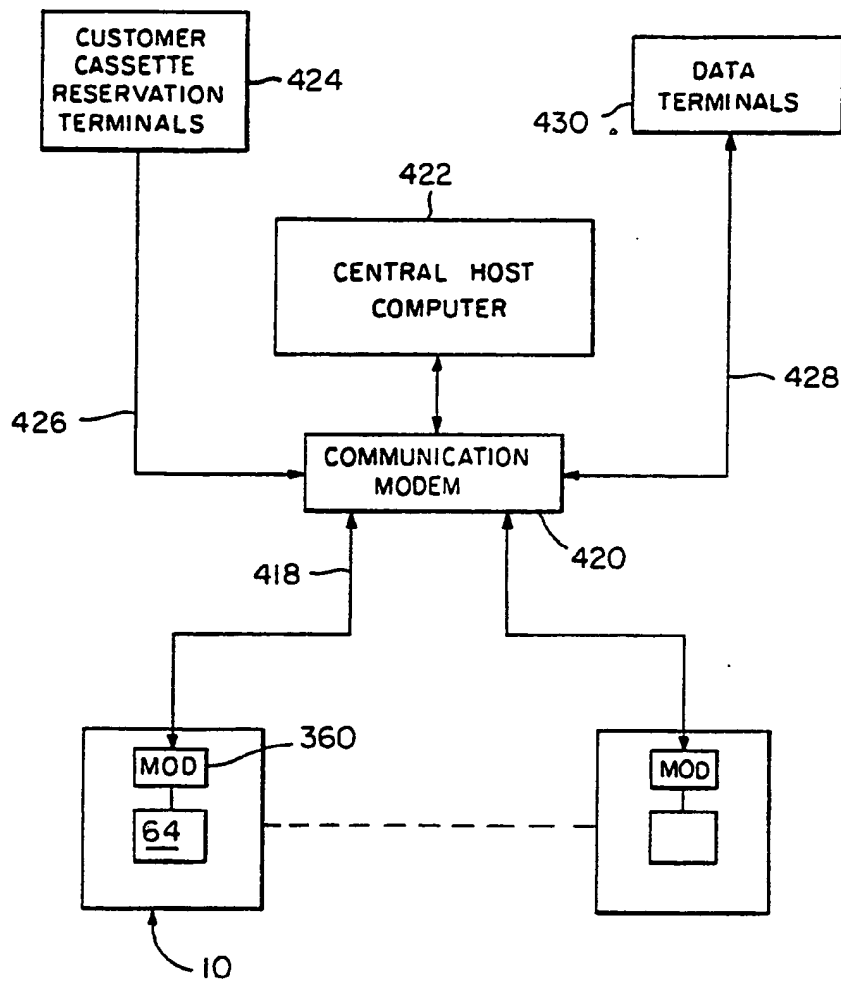 CUSTOMER
CASSETTE
RESERVATION
TERMINALS
424
DATA
TERMINALS
430
422
CENTRAL HOST
COMPUTER
426
428
COMMUNICATION
MODEM
420
418
MOD
360
64
MOD
10